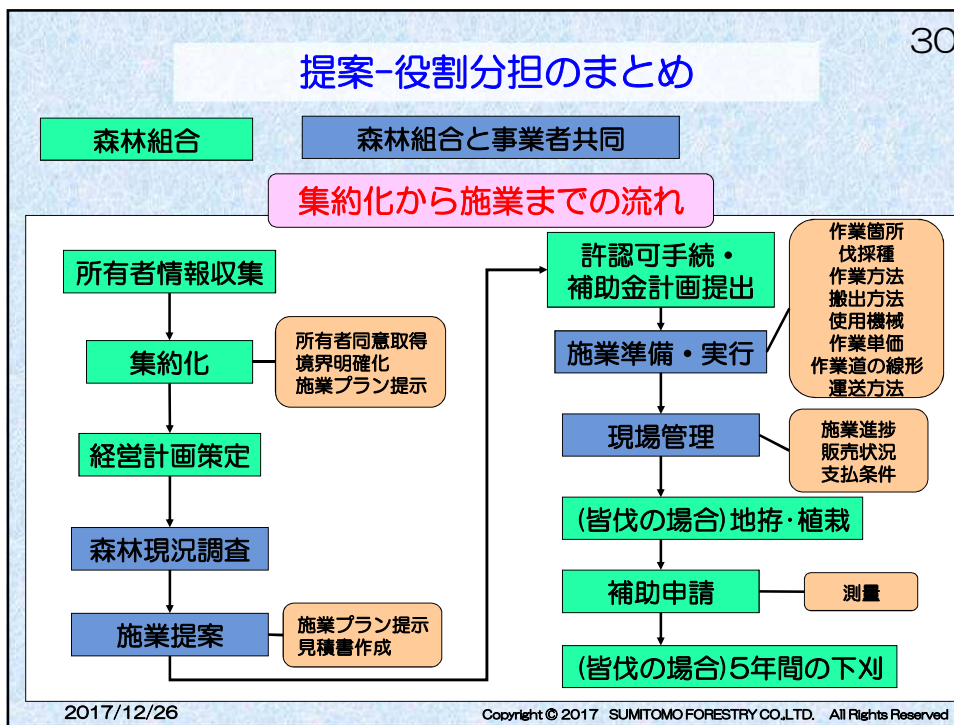 30
提案-役割分担のまとめ
森林組合
森林組合と事業者共同
集約化から施業までの流れ
所有者情報収集
集約化
所有者同意取得
境界明確化
施業プラン提示
経営計画策定
森林現況調査
施業提案
施業プラン提示
見積書作成
許認可手続・
補助金計画提出
作業箇所
伐採種
作業方法
搬出方法
使用機械
作業単価
作業道の線形
運送方法
施業準備・実行
現場管理
施業進捗
販売状況
支払条件
(皆伐の場合)地拵・植栽
補助申請
測量
(皆伐の場合)5年間の下刈
2017/12/26
Copyright © 2017 SUMITOMO FORESTRY CO.,LTD. All Rights Reserved